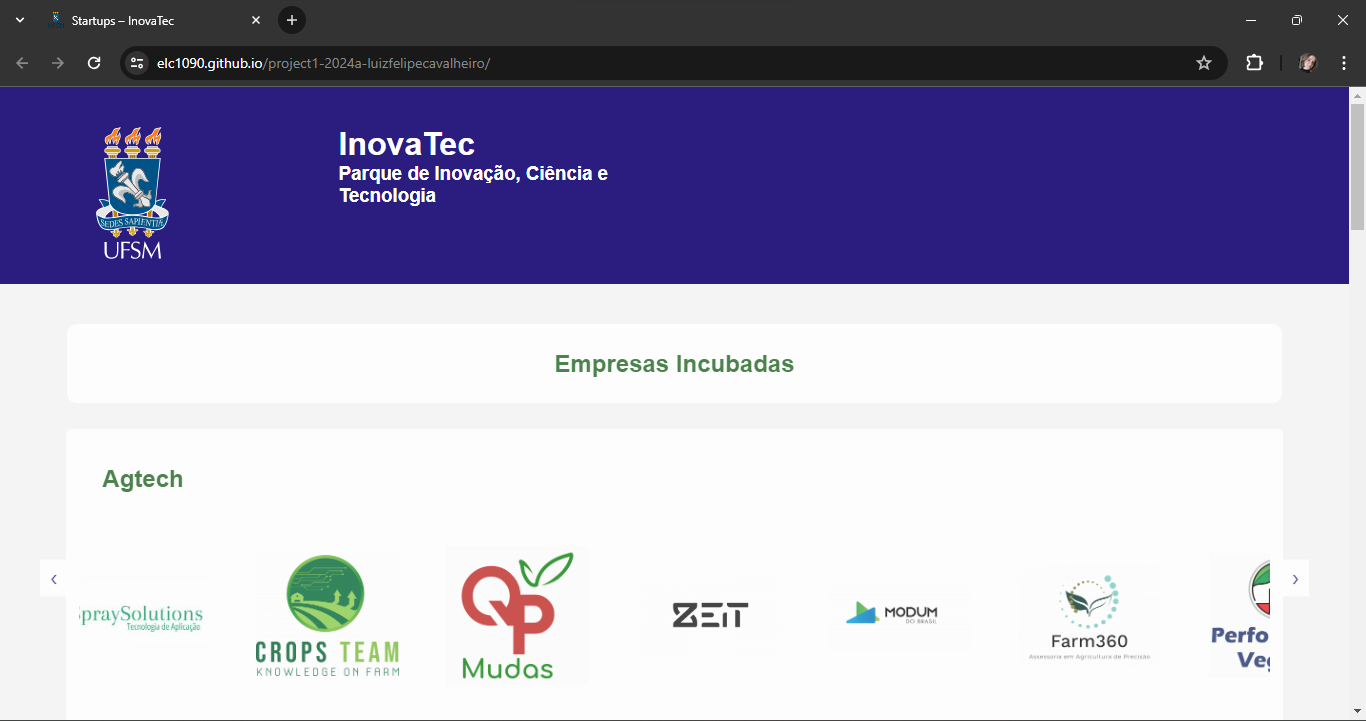 Startups – InovaTec
elc1090.github.io/project1-2024a-luizfelipecavalheiro/
InovaTec
Parque de Inovação, Ciência e
Tecnologia
SEDES SAPIENTIÆ
UFSM
Empresas Incubadas
Agtech
praySolutions
Tecnologia de Aplicação
CROPS TEAM
KNOWLEDGE ON FARM
QP
Mudas
ZEIT
MODUM
DO BRASIL
Farm360
Assessoria em Agricultura de Precisão
Perfo
Veg